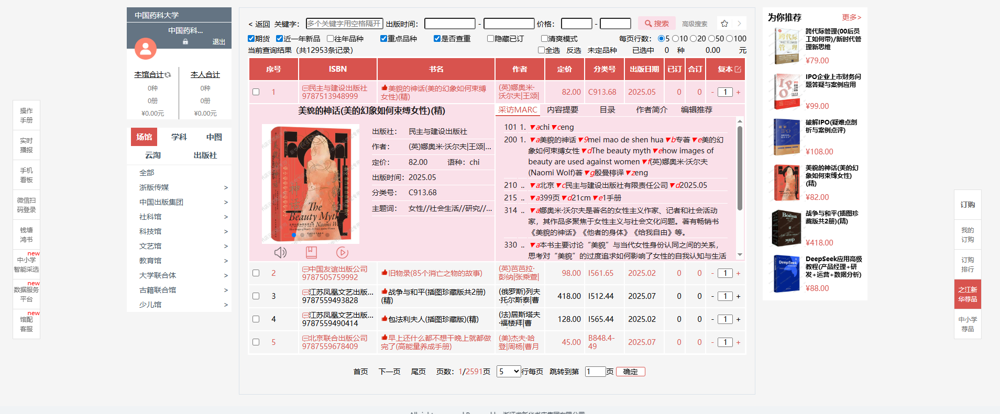 中国药科大学
中国药科...
退出
本馆合计 本人合计
0种 0种
0册 0册
¥0.00元 ¥0.00元
场馆 学科 中图
云淘 出版社
全部
浙版传媒 >
中国出版集团 >
社科馆 >
科技馆 >
文艺馆 >
教育馆 >
大学联合体 >
古籍联合馆 >
少儿馆 >
操作
手册
实时
播报
手机
看板
微信扫
码登录
钱塘
鸿书
new
中小学
智能采选
new
数据服务
平台
new
馆配
客服
< 返回 关键字： 多个关键字用空格隔开 出版时间： - 价格： - 搜索 高级搜索
期货 近一年新品 往年品种 重点品种 是否查重 隐藏已订 清爽模式 每页行数： 5 10 20 50 100
当前查询结果（共12953条记录） 全选 反选 未定品种 已选中 0 种 0.00 元
序号 ISBN 书名 作者 定价 分类号 出版日期 已订 合订 复本
1 民主与建设出版社 9787513948999 美貌的神话(美的幻象如何束缚女性)(精) (英)娜奥米·沃尔夫|王颂| 82.00 C913.68 2025.05 0 0 - 1 +
美貌的神话(美的幻象如何束缚女性)(精)
The
Beauty Myth
Naomi Wolf
出版社： 民主与建设出版社
作者： (英)娜奥米·沃尔夫|王颂|...
定价： 82.00 语种：chi
出版时间：2025.05
分类号： C913.68
主题词： 女性//社会生活//研究//...
采访MARC 内容提要 目录 作者简介 编辑推荐
101 1. ▼achi▼ceng
200 1. ▼a美貌的神话▼9mei mao de shen hua▼b专著▼e美的幻
象如何束缚女性▼dThe beauty myth▼ehow images of
beauty are used against women▼f(英)娜奥米·沃尔夫
(Naomi Wolf)著▼g殷曼楟译▼zeng
210 .. ▼a北京▼c民主与建设出版社有限责任公司▼d2025.05
215 .. ▼a399页▼d21cm▼e1手册
314 .. ▼a娜奥米·沃尔夫是著名的女性主义作家、记者和社会活动
家，其作品多聚焦于女性主义与社会文化问题。著有畅销书
《美貌的神话》《他者的身体》《给我自由》等。
330 .. ▼a本书主要讨论“美貌”与当代女性身份认同之间的关系，
思考对“美貌”的过度追求如何影响了女性的自我认知与生活
2 中国友谊出版公司 9787505759992 旧物录(85个消亡之物的故事) (英)芭芭拉·彭纳|张乘萱| 98.00 I561.65 2025.02 0 0 - 1 +
3 江苏凤凰文艺出版... 9787559493828 战争与和平(插图珍藏版共2册)(精) (俄罗斯)列夫·托尔斯泰|曹 418.00 I512.44 2025.07 0 0 - 1 +
4 江苏凤凰文艺出版... 9787559490414 包法利夫人(插图珍藏版)(精) (法)居斯塔夫·福楼拜|曹 128.00 I565.44 2025.02 0 0 - 1 +
5 北京联合出版公司 9787559678409 早上还什么都不想干晚上就都做完了(高能量养成手册) (美)杰夫·哈登|周杨|曹月 45.00 B848.4-49 2025.07 0 0 - 1 +
首页 下一页 尾页 页数：1/2591页 5 行每页 跳转到第 1 页 确定
为你推荐 更多>
跨代际管理(00后员
工如何带)/新时代管
理新思维
¥79.00
IPO企业上市财务问
题答疑与案例应用
¥99.00
破解IPO(疑难点剖
析与案例点评)
¥108.00
美貌的神话(美的幻
象如何束缚女性)
(精)
¥82.00
战争与和平(插图珍
藏版共2册)(精)
¥418.00
DeepSeek应用高级
教程(产品经理+研
发+运营+数据分析)
¥88.00
订购
我的
订购
订购
排行
之江新
华荐品
中小学
荐品